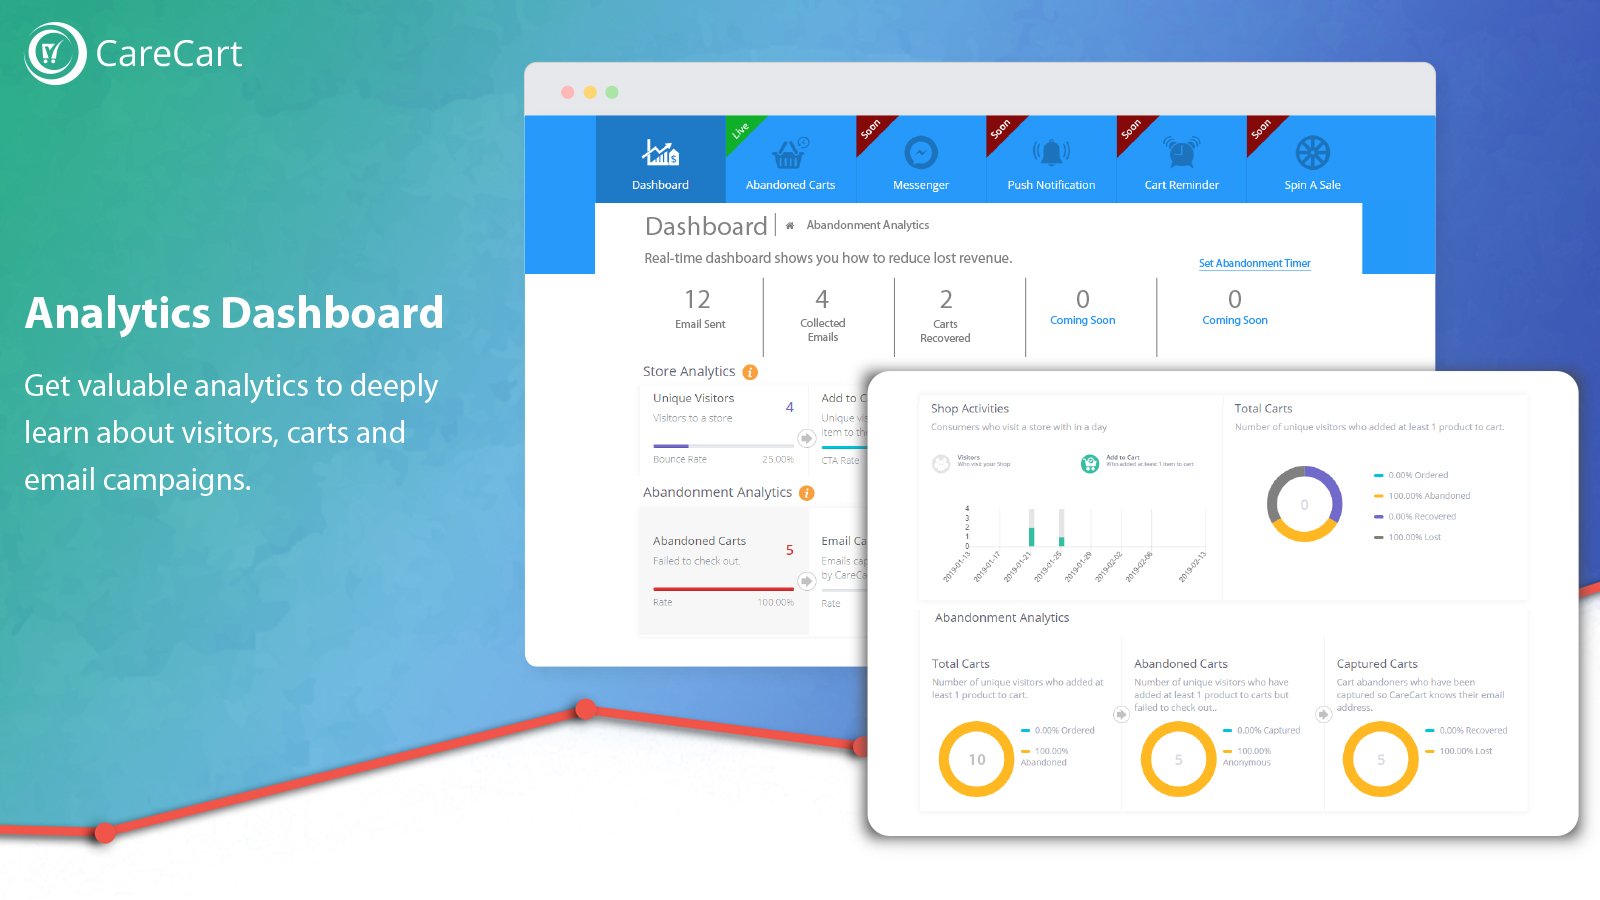 CareCart
Analytics Dashboard
Get valuable analytics to deeply
learn about visitors, carts and
email campaigns.
Live
Soon
Soon
Soon
Soon
Dashboard
Abandoned Carts
Messenger
Push Notification
Cart Reminder
Spin A Sale
Dashboard
Abandonment Analytics
Real-time dashboard shows you how to reduce lost revenue.
Set Abandonment Timer
12
Email Sent
4
Collected
Emails
2
Carts
Recovered
0
Coming Soon
0
Coming Soon
Store Analytics
Unique Visitors
4
Visitors to a store
Bounce Rate
25.00%
Add to C
Unique vis
item to th
CTA Rate
Abandonment Analytics
Abandoned Carts
5
Failed to check out.
Rate
100.00%
Email Ca
Emails cap
by CareCa
Rate
Shop Activities
Consumers who visit a store with in a day
Visitors
Who visit your Shop
Add to Cart
Who added at least 1 item to cart
4
3
2
1
0
2019-01-13
2019-01-17
2019-01-21
2019-01-25
2019-01-29
2019-02-02
2019-02-06
2019-02-13
Total Carts
Number of unique visitors who added at least 1 product to cart.
0
0.00% Ordered
100.00% Abandoned
0.00% Recovered
100.00% Lost
Abandonment Analytics
Total Carts
Number of unique visitors who added at
least 1 product to cart.
10
0.00% Ordered
100.00%
Abandoned
Abandoned Carts
Number of unique visitors who have
added at least 1 product to carts but
failed to check out..
5
0.00% Captured
100.00%
Anonymous
Captured Carts
Cart abandoners who have been
captured so CareCart knows their email
address.
5
0.00% Recovered
100.00% Lost